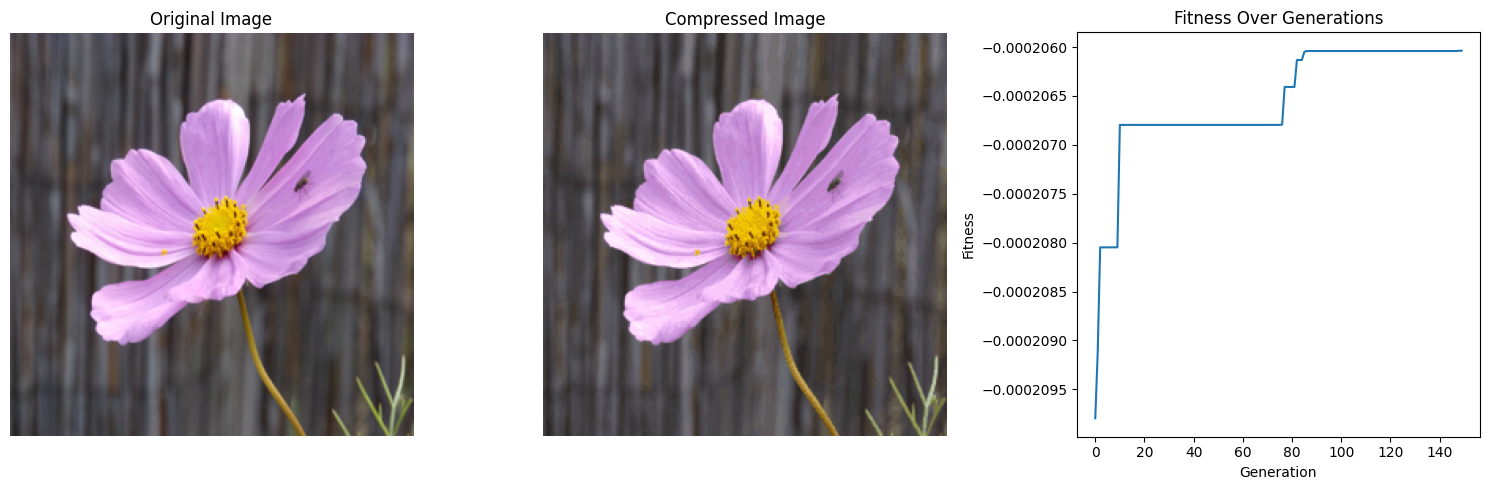 Original Image
Compressed Image
Fitness Over Generations
−0.0002060
−0.0002065
−0.0002070
−0.0002075
−0.0002080
−0.0002085
−0.0002090
−0.0002095
Fitness
0 20 40 60 80 100 120 140
Generation